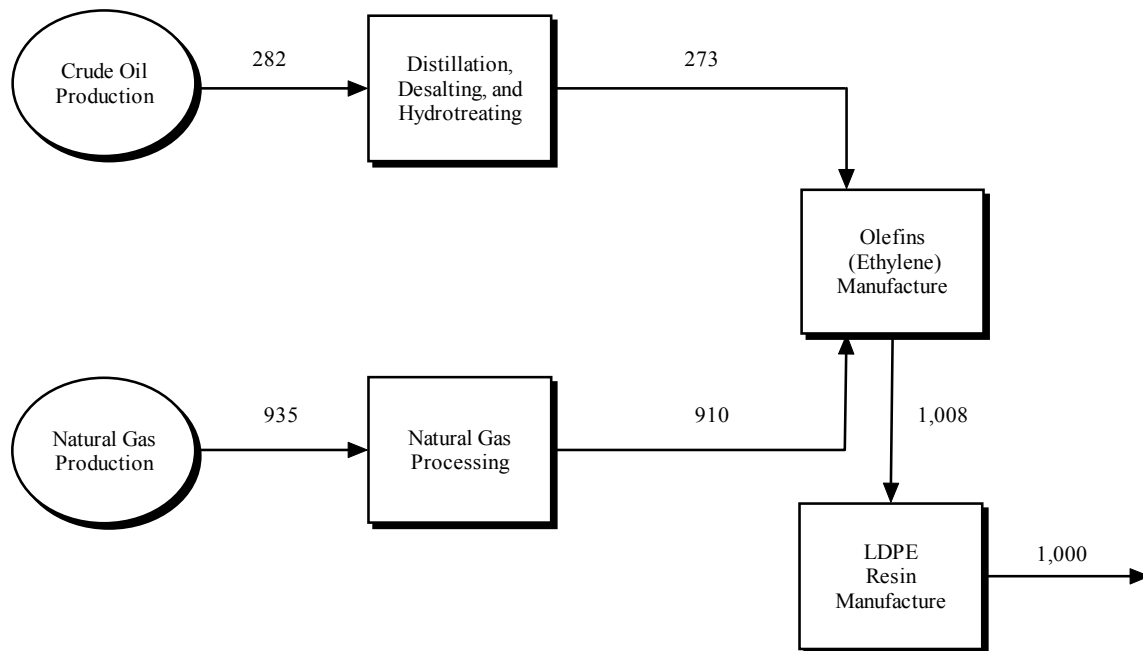 Crude Oil
Production
282
Distillation,
Desalting, and
Hydrotreating
273
Olefins
(Ethylene)
Manufacture
Natural Gas
Production
935
Natural Gas
Processing
910
1,008
LDPE
Resin
Manufacture
1,000